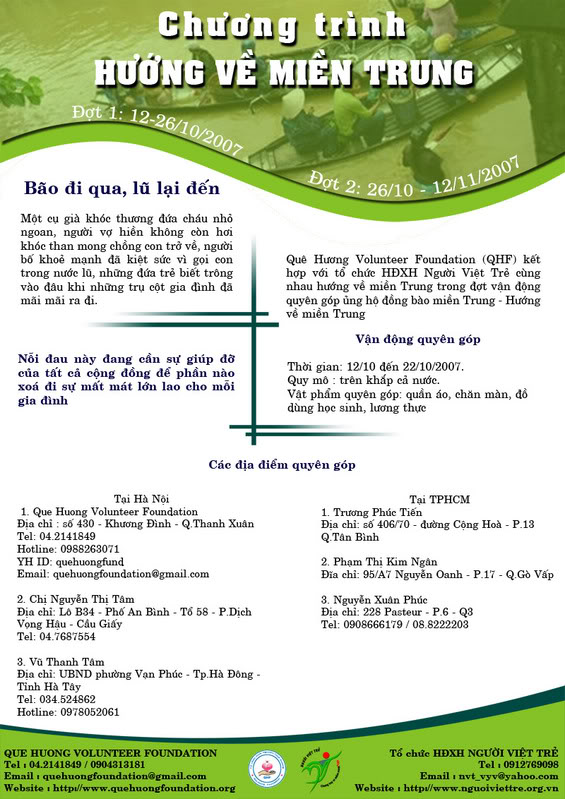 Chương trình
HƯỚNG VỀ MIỀN TRUNG
Đợt 1: 12-26/10/2007
Đợt 2: 26/10 - 12/11/2007
Bão đi qua, lũ lại đến
Một cụ già khóc thương đứa cháu nhỏ
ngoan, người vợ hiền không còn hơi
khóc than mong chồng con trở về, người
bố khoẻ mạnh đã kiệt sức vì gọi con
trong nước lũ, những đứa trẻ biết trông
vào đâu khi những trụ cột gia đình đã
mãi mãi ra đi.
Nỗi đau này đang cần sự giúp đỡ
của tất cả cộng đồng để phần nào
xoá đi sự mất mát lớn lao cho mỗi
gia đình
Quê Hương Volunteer Foundation (QHF) kết
hợp với tổ chức HĐXH Người Việt Trẻ cùng
nhau hướng về miền Trung trong đợt vận động
quyên góp ủng hộ đồng bào miền Trung - Hướng
về miền Trung
Vận động quyên góp
Thời gian: 12/10 đến 22/10/2007.
Quy mô : trên khắp cả nước.
Vật phẩm quyên góp: quần áo, chăn màn, đồ
dùng học sinh, lương thực
Các địa điểm quyên góp
Tại Hà Nội
1. Que Huong Volunteer Foundation
Địa chỉ : số 430 - Khương Đình - Q.Thanh Xuân
Tel: 04.2141849
Hotline: 0988263071
YH ID: quehuongfund
Email: quehuongfoundation@gmail.com
2. Chị Nguyễn Thị Tâm
Địa chỉ: Lô B34 - Phố An Bình - Tổ 58 - P.Dịch
Vọng Hậu - Cầu Giấy
Tel: 04.7687554
3. Vũ Thanh Tâm
Địa chỉ: UBND phường Vạn Phúc - Tp.Hà Đông -
Tỉnh Hà Tây
Tel: 034.524862
Hotline: 0978052061
Tại TPHCM
1. Trương Phúc Tiến
Địa chỉ: số 406/70 - đường Cộng Hoà - P.13
Q.Tân Bình
2. Phạm Thị Kim Ngân
Đĩa chỉ: 95/A7 Nguyễn Oanh - P.17 - Q.Gò Vấp
3. Nguyễn Xuân Phúc
Địa chỉ: 228 Pasteur - P.6 - Q3
Tel: 0908666179 / 08.8222203
QUE HUONG VOLUNTEER FOUNDATION
Tel : 04.2141849 / 0904313181
Email : quehuongfoundation@gmail.com
Website : http//www.quehuongfoundation.org
Tổ chức HĐXH NGƯỜI VIỆT TRẺ
Tel : 0912769098
Email : nvt_vyv@yahoo.com
Website : http://www.nguoiviettre.org.vn